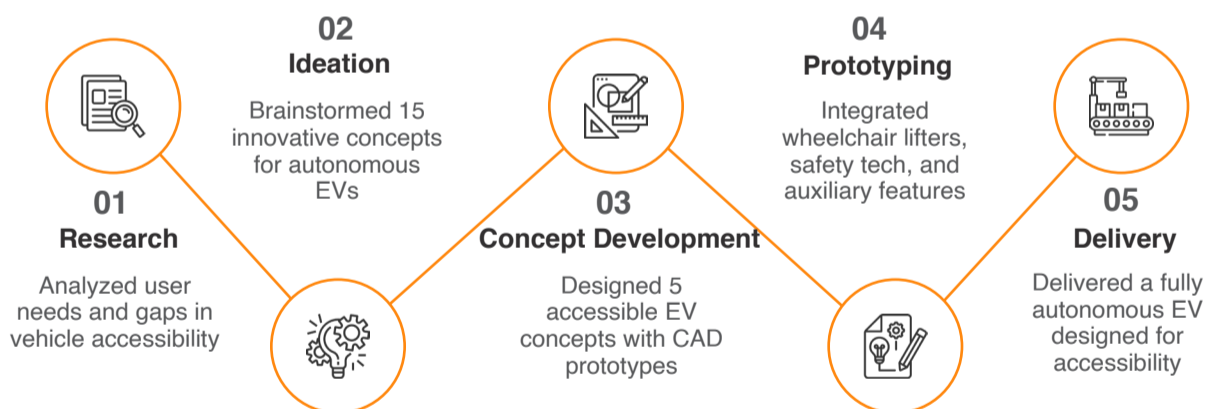 01
Research
Analyzed user
needs and gaps in
vehicle accessibility
02
Ideation
Brainstormed 15
innovative concepts
for autonomous
EVs
03
Concept Development
Designed 5
accessible EV
concepts with CAD
prototypes
04
Prototyping
Integrated
wheelchair lifters,
safety tech, and
auxiliary features
05
Delivery
Delivered a fully
autonomous EV
designed for
accessibility